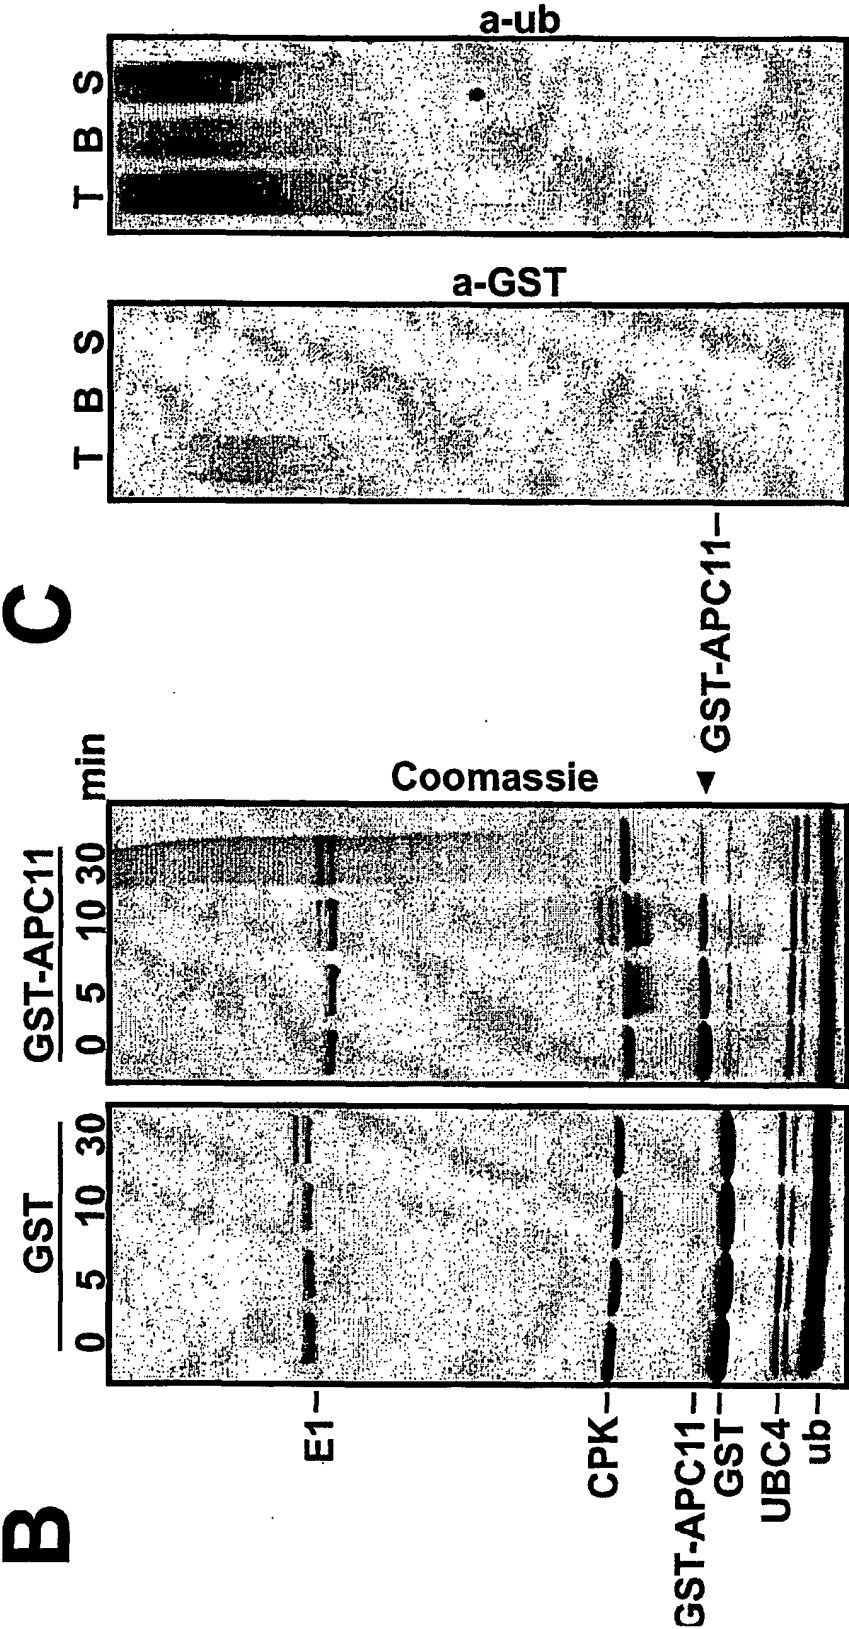 B
GST
0 5 10 30
GST-APC11
0 5 10 30 min
E1
CPK
GST-APC11
GST
UBC4
ub
Coomassie
C
T B S
a-GST
T B S
a-ub
GST-APC11